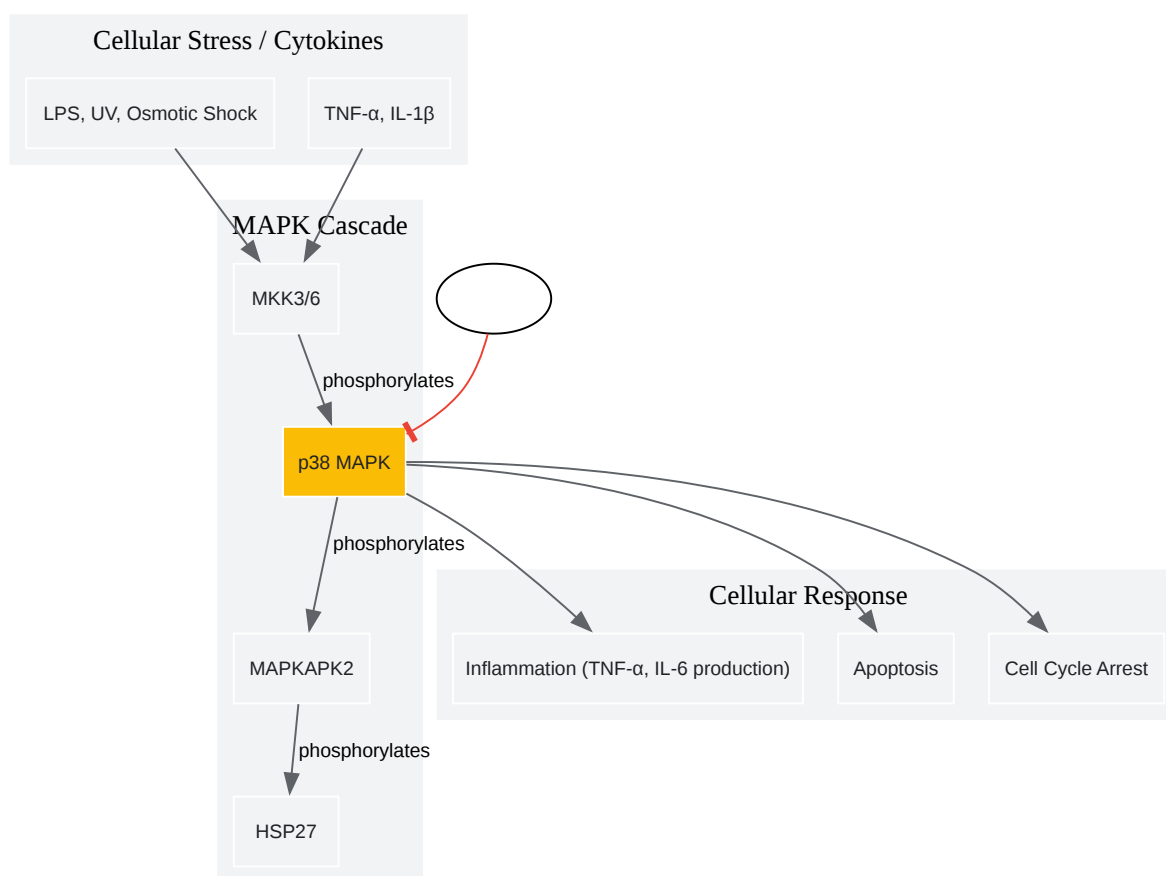 Cellular Stress / Cytokines
LPS, UV, Osmotic Shock
TNF-α, IL-1β
MAPK Cascade
MKK3/6
phosphorylates
p38 MAPK
phosphorylates
Cellular Response
MAPKAPK2
Inflammation (TNF-α, IL-6 production)
Apoptosis
Cell Cycle Arrest
phosphorylates
HSP27